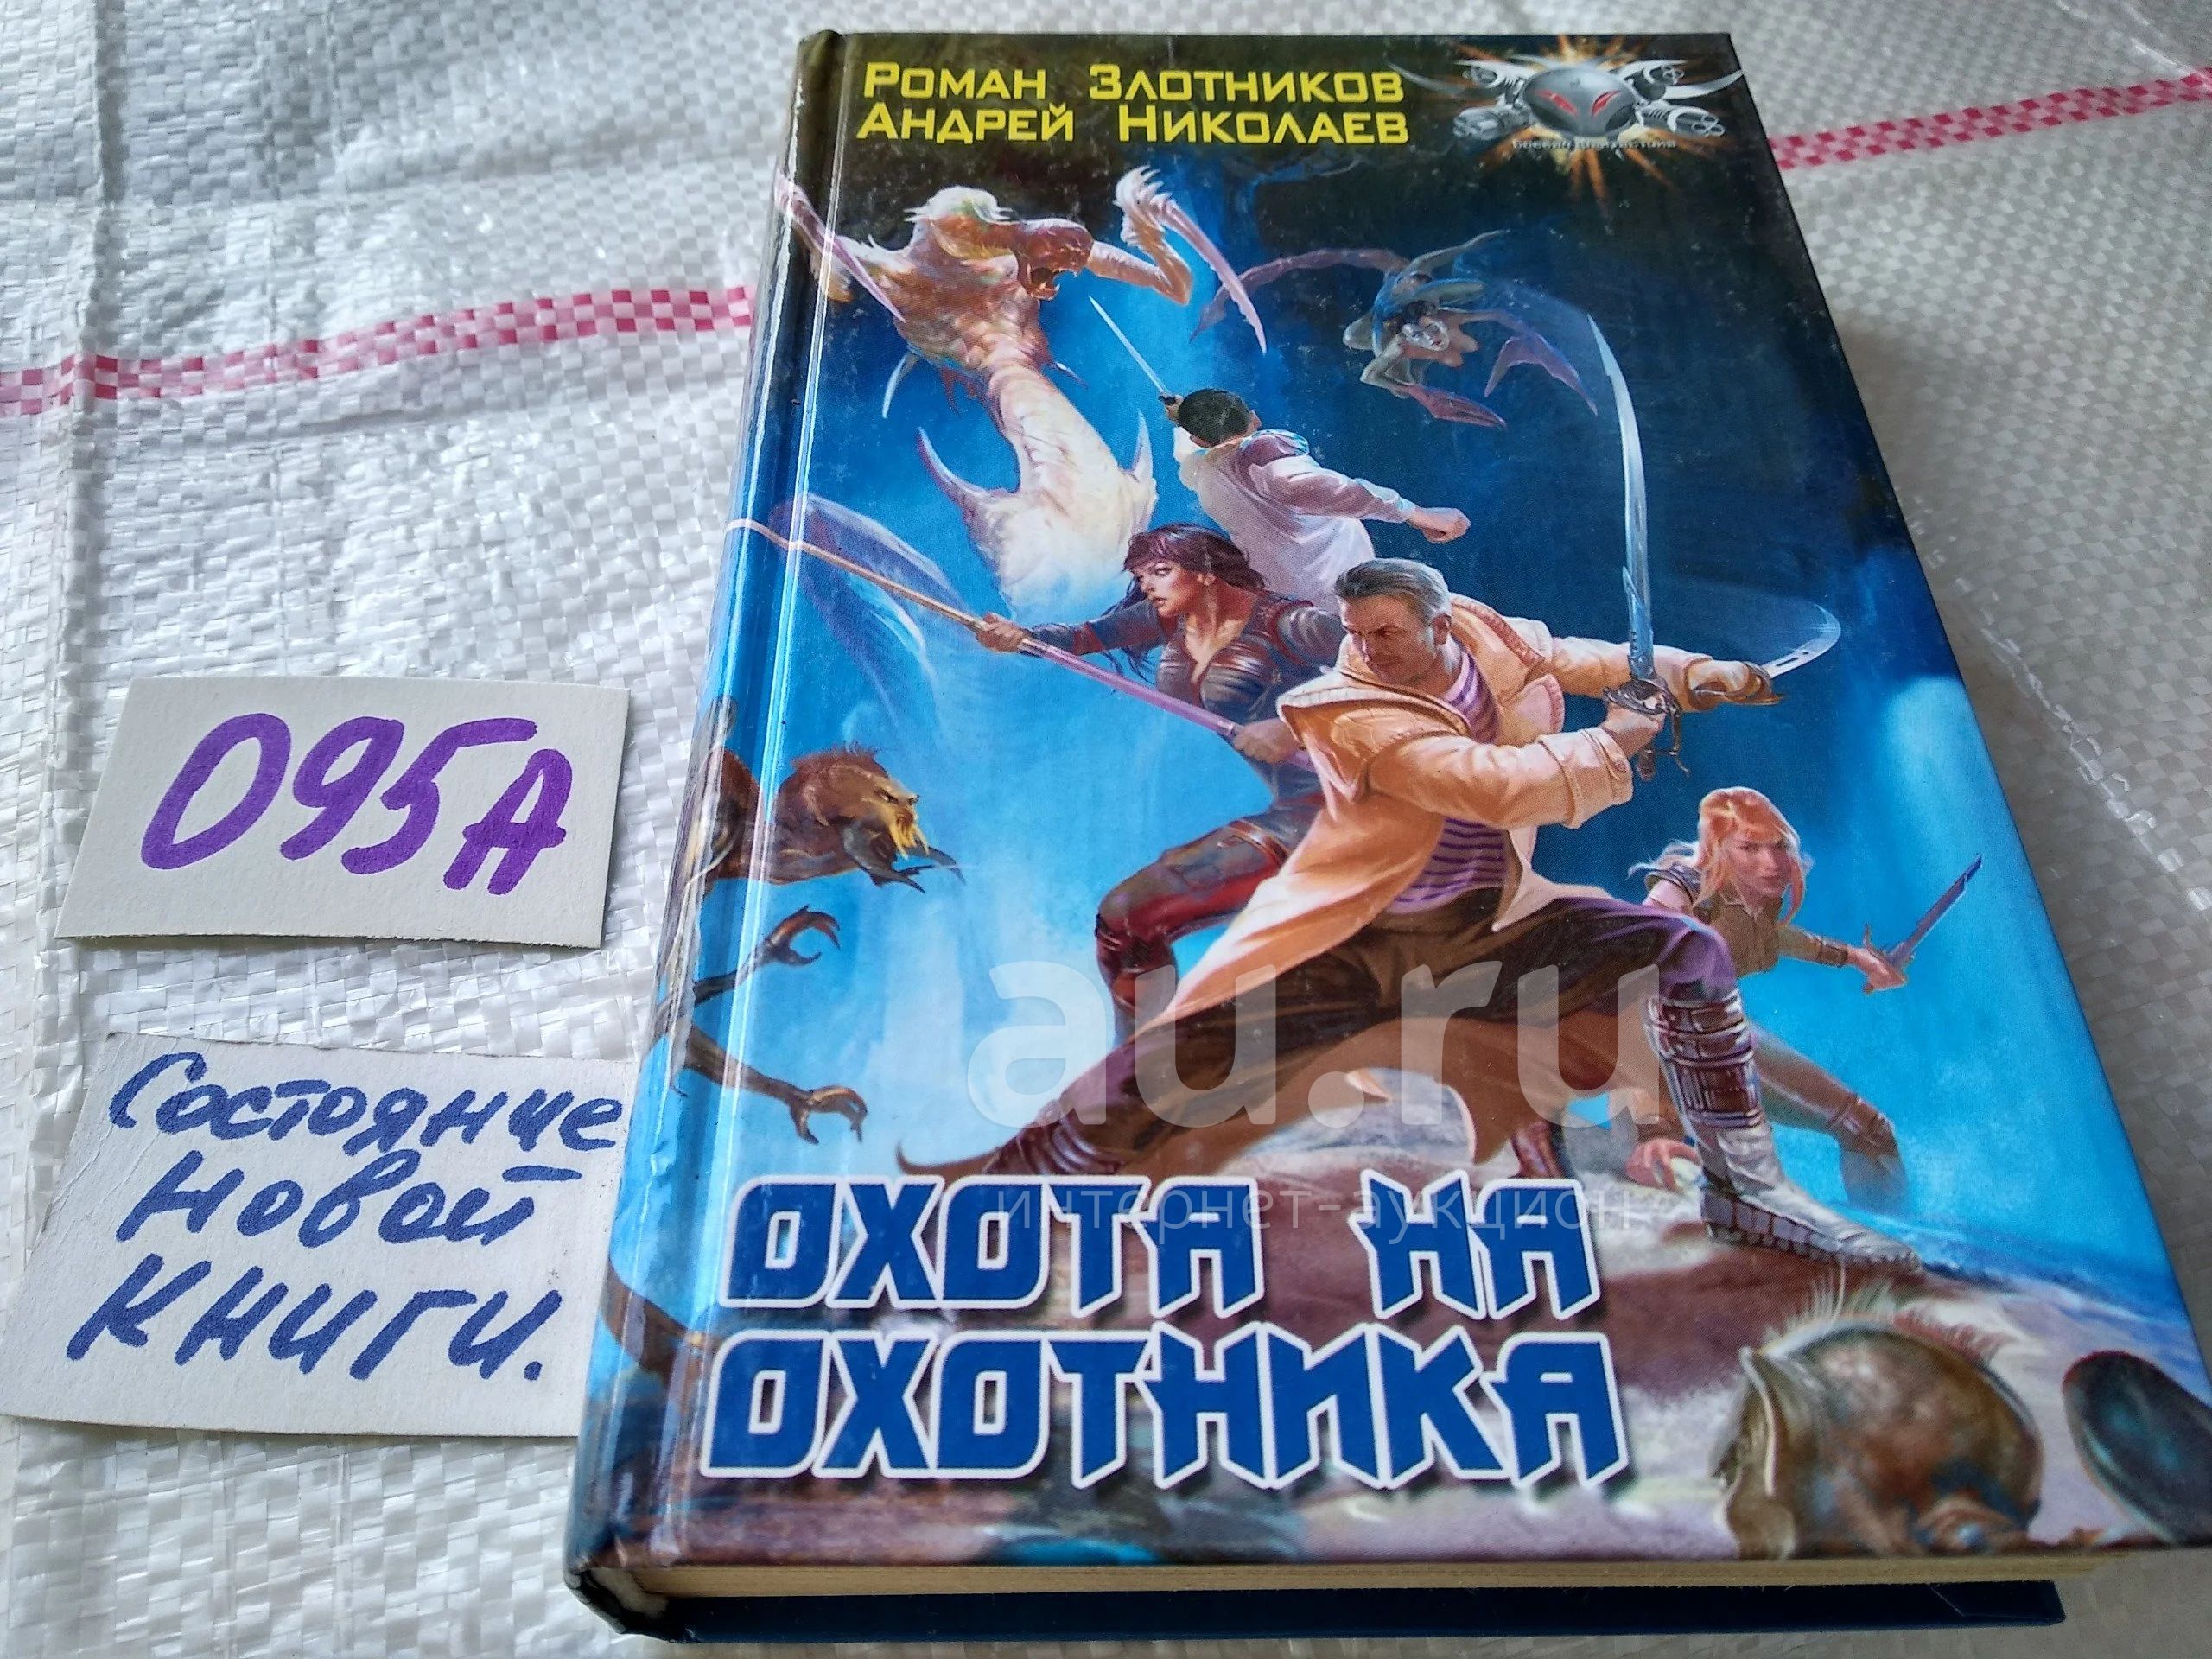 Роман Злотников
Андрей Николаев
095А
Состояние
новой
книги.
au.ru
интернет-аукцион
ОХОТА НА
ОХОТНИКА